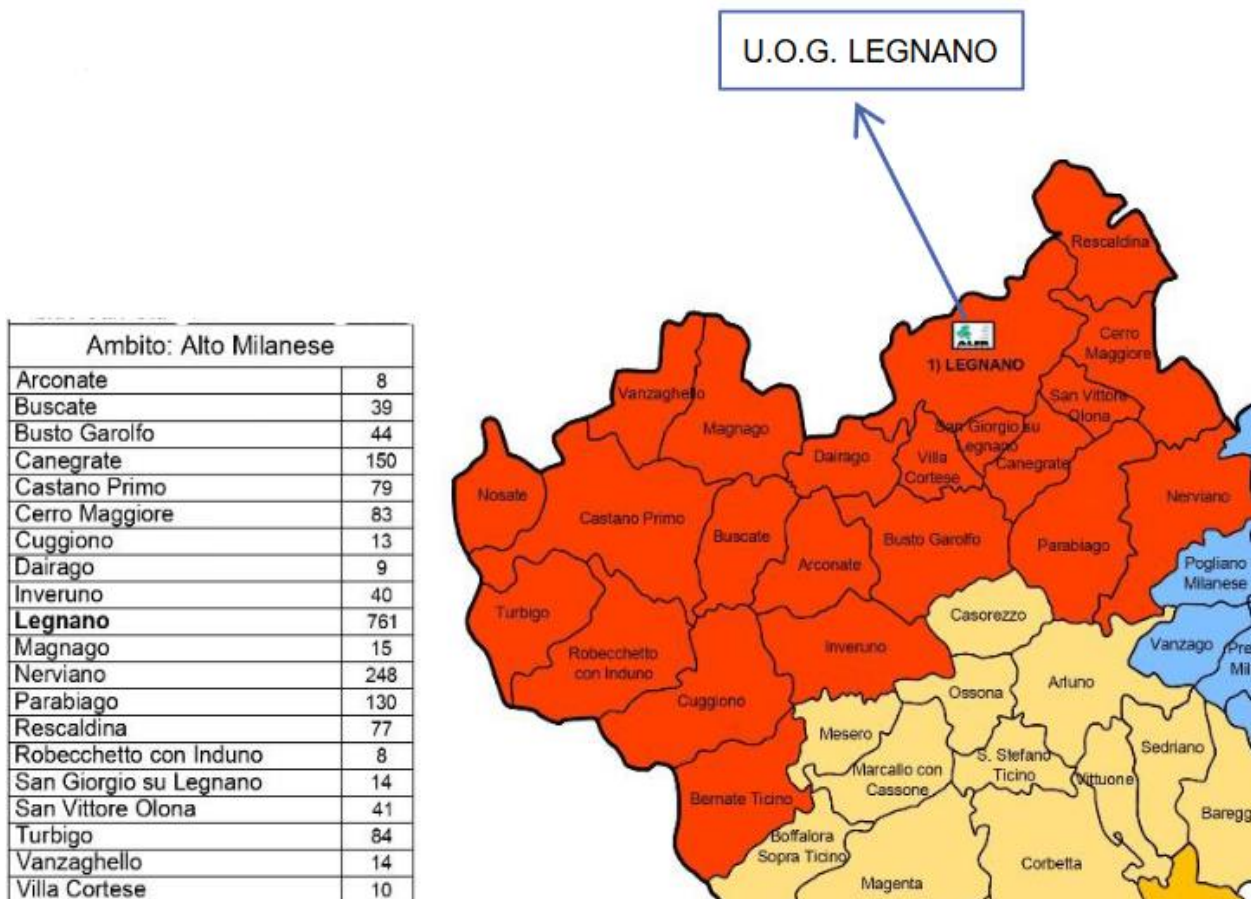 U.O.G. LEGNANO
Ambito: Alto Milanese
Arconate 8
Buscate 39
Busto Garolfo 44
Canegrate 150
Castano Primo 79
Cerro Maggiore 83
Cuggiono 13
Dairago 9
Inveruno 40
Legnano 761
Magnago 15
Nerviano 248
Parabiago 130
Rescaldina 77
Robecchetto con Induno 8
San Giorgio su Legnano 14
San Vittore Olona 41
Turbigo 84
Vanzaghello 14
Villa Cortese 10
Rescaldina
ALER
1) LEGNANO
Cerro
Maggiore
Vanzaghello
Magnago
San Vittore
Olona
San Giorgio su
Legnano
Dairago
Villa
Cortese
Canegrate
Nosate
Castano Primo
Buscate
Arconate
Busto Garolfo
Parabiago
Nerviano
Pogliano
Milanese
Turbigo
Robecchetto
con Induno
Cuggiono
Inveruno
Casorezzo
Vanzago
Pre
Mil
Ossona
Arluno
Mesero
Marcallo con
Cassone
S. Stefano
Ticino
Vittuone
Sedriano
Bernate Ticino
Baregg
Boffalora
Sopra Ticino
Magenta
Corbetta